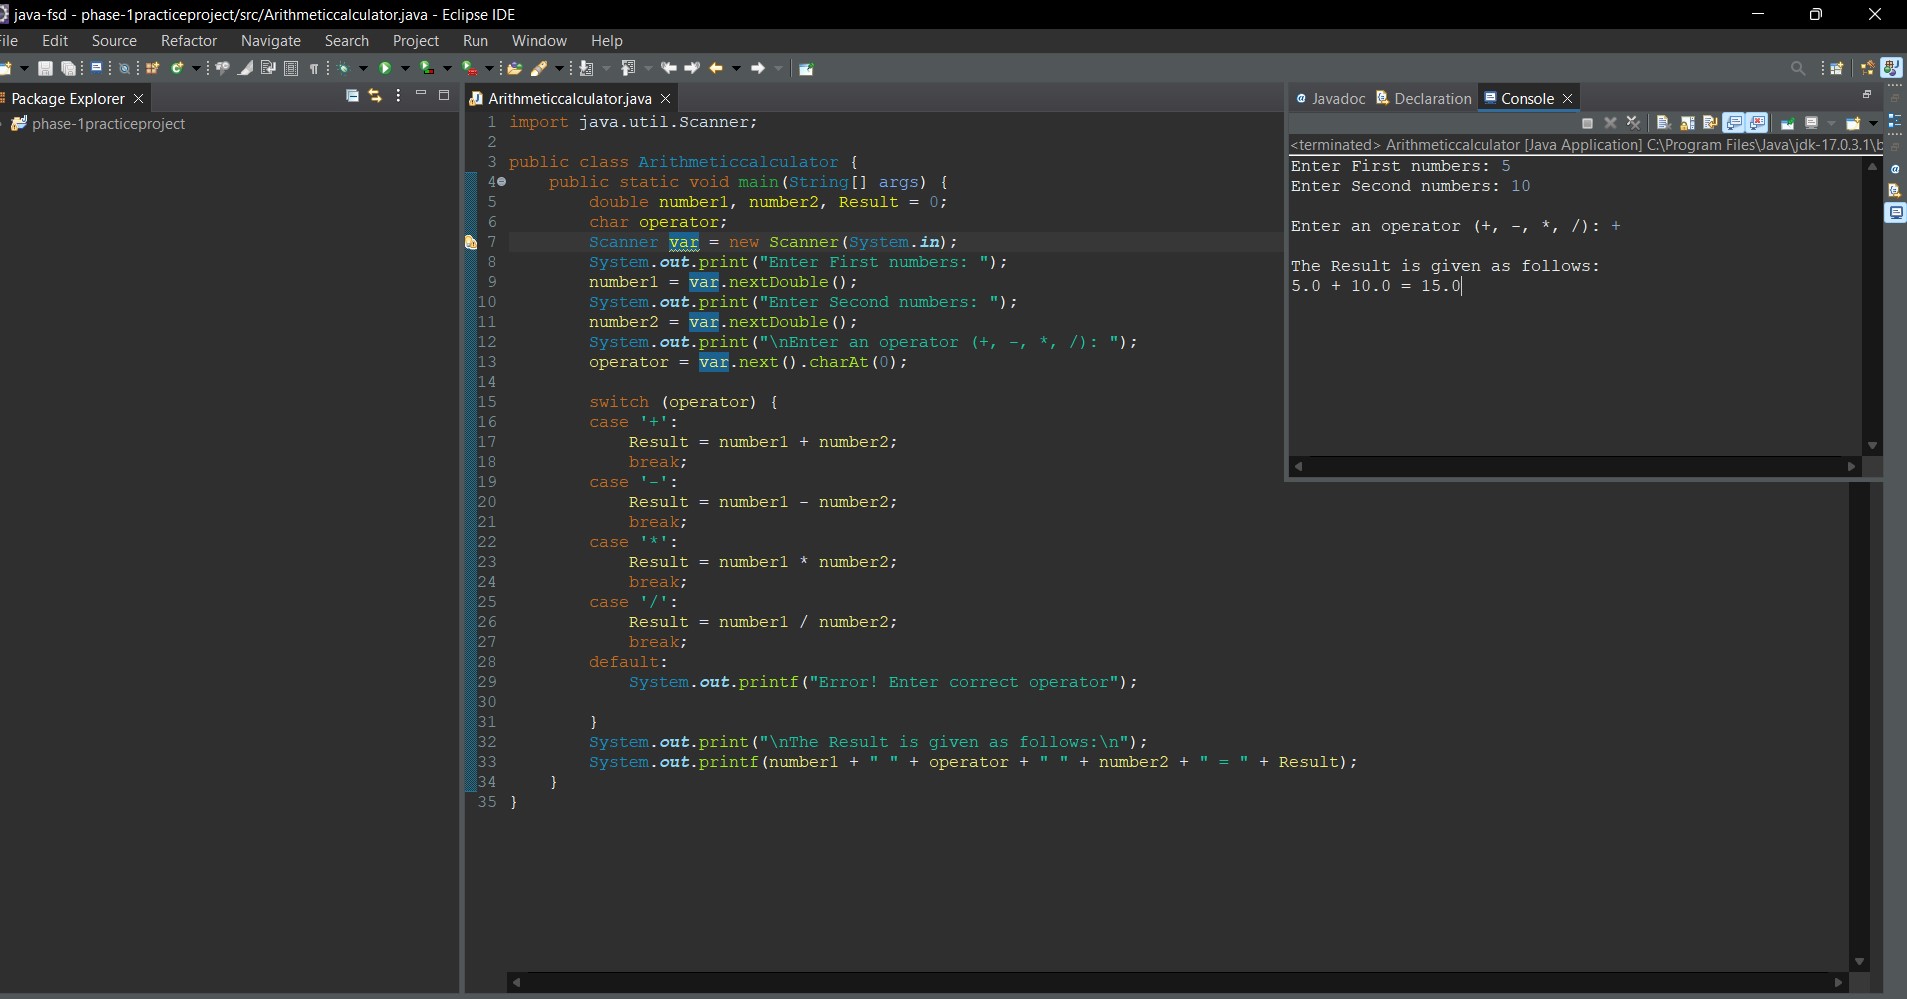 java-fsd - phase-1practiceproject/src/Arithmeticcalculator.java - Eclipse IDE
ile Edit Source Refactor Navigate Search Project Run Window Help
Package Explorer
phase-1practiceproject
Arithmeticcalculator.java
1 import java.util.Scanner;
2
3 public class Arithmeticcalculator {
4 public static void main(String[] args) {
5 double number1, number2, Result = 0;
6 char operator;
7 Scanner var = new Scanner(System.in);
8 System.out.print("Enter First numbers: ");
9 number1 = var.nextDouble();
10 System.out.print("Enter Second numbers: ");
11 number2 = var.nextDouble();
12 System.out.print("\nEnter an operator (+, -, *, /): ");
13 operator = var.next().charAt(0);
14
15 switch (operator) {
16 case '+':
17 Result = number1 + number2;
18 break;
19 case '-':
20 Result = number1 - number2;
21 break;
22 case '*':
23 Result = number1 * number2;
24 break;
25 case '/':
26 Result = number1 / number2;
27 break;
28 default:
29 System.out.printf("Error! Enter correct operator");
30
31 }
32 System.out.print("\nThe Result is given as follows:\n");
33 System.out.printf(number1 + " " + operator + " " + number2 + " = " + Result);
34 }
35 }
Javadoc Declaration Console
<terminated> Arithmeticcalculator [Java Application] C:\Program Files\Java\jdk-17.0.3.1\b
Enter First numbers: 5
Enter Second numbers: 10
Enter an operator (+, -, *, /): +
The Result is given as follows:
5.0 + 10.0 = 15.0